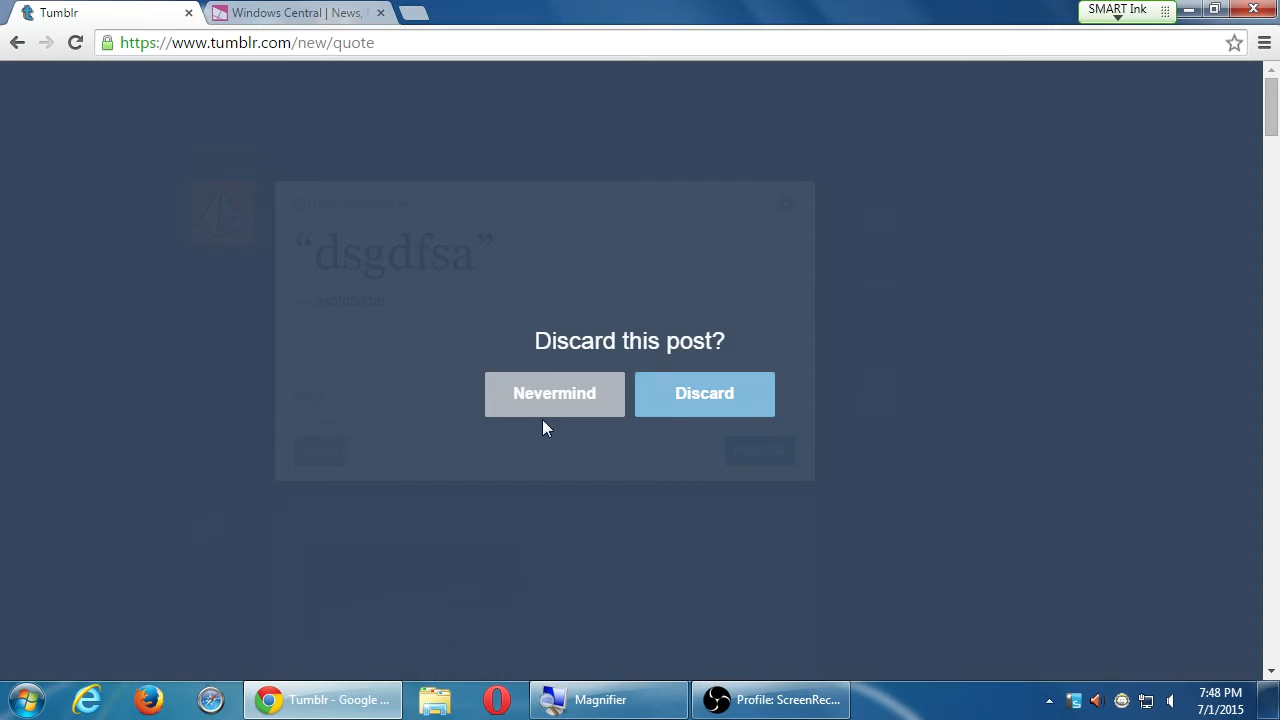 Tumblr
Windows Central | News,
SMART Ink
https://www.tumblr.com/new/quote
“dsgdfsa”
Discard this post?
Nevermind
Discard
Tumblr - Google ...
Magnifier
Profile: ScreenRec...
7:48 PM
7/1/2015